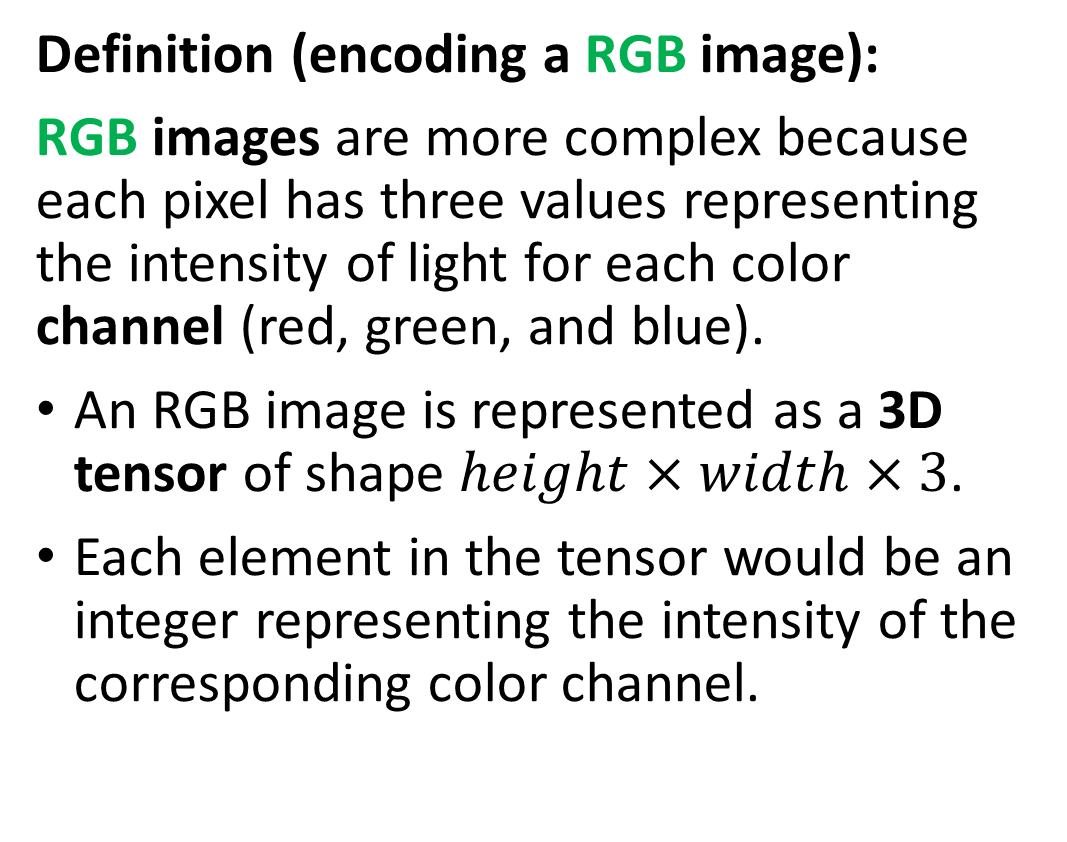 Definition (encoding a RGB image):
RGB images are more complex because
each pixel has three values representing
the intensity of light for each color
channel (red, green, and blue).
• An RGB image is represented as a 3D
tensor of shape height × width × 3.
• Each element in the tensor would be an
integer representing the intensity of the
corresponding color channel.